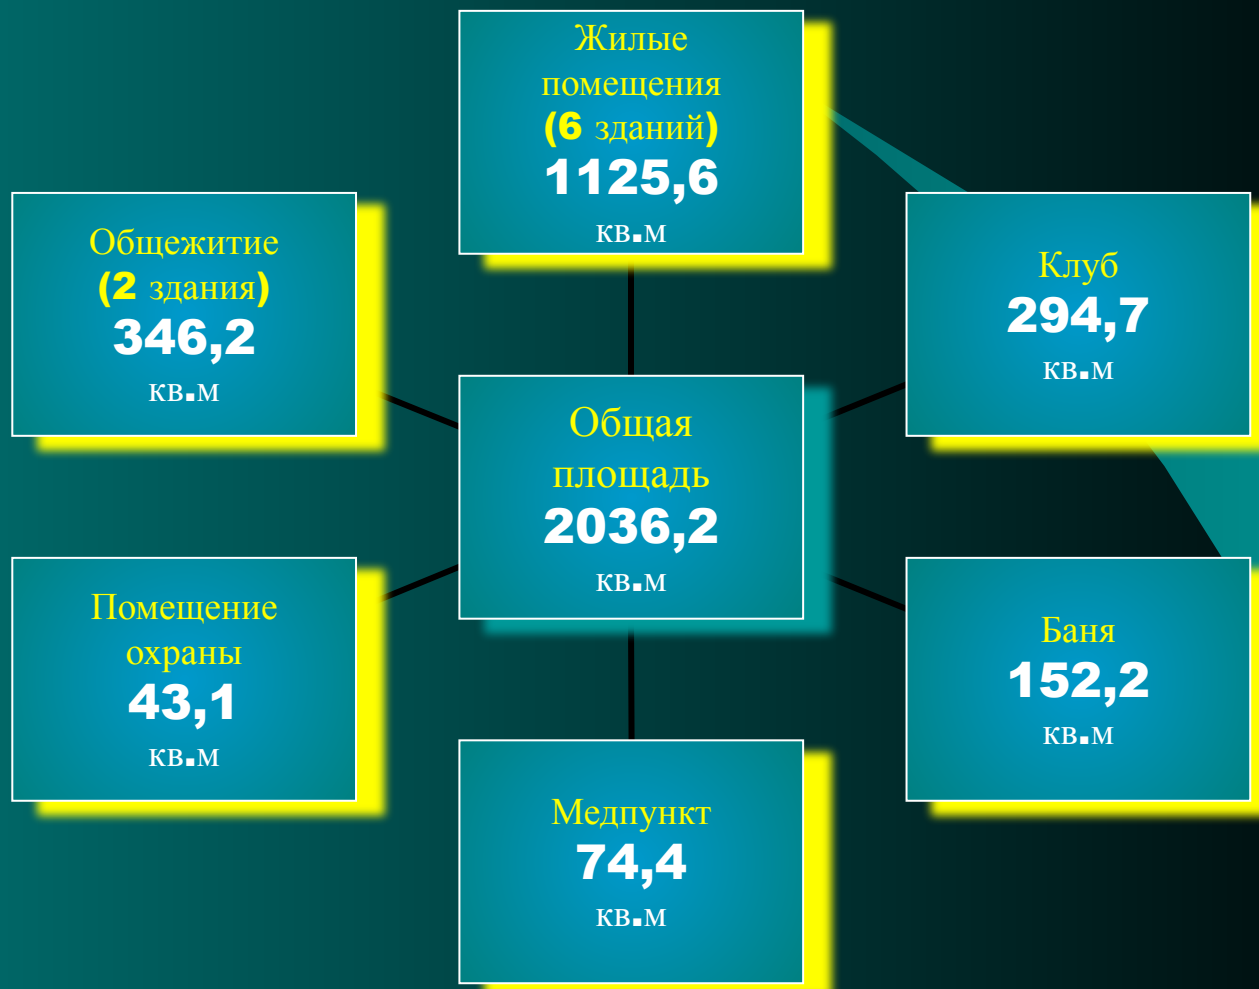 Жилые
помещения
(6 зданий)
1125,6
кв.м
Общежитие
(2 здания)
346,2
кв.м
Клуб
294,7
кв.м
Общая
площадь
2036,2
кв.м
Помещение
охраны
43,1
кв.м
Баня
152,2
кв.м
Медпункт
74,4
кв.м